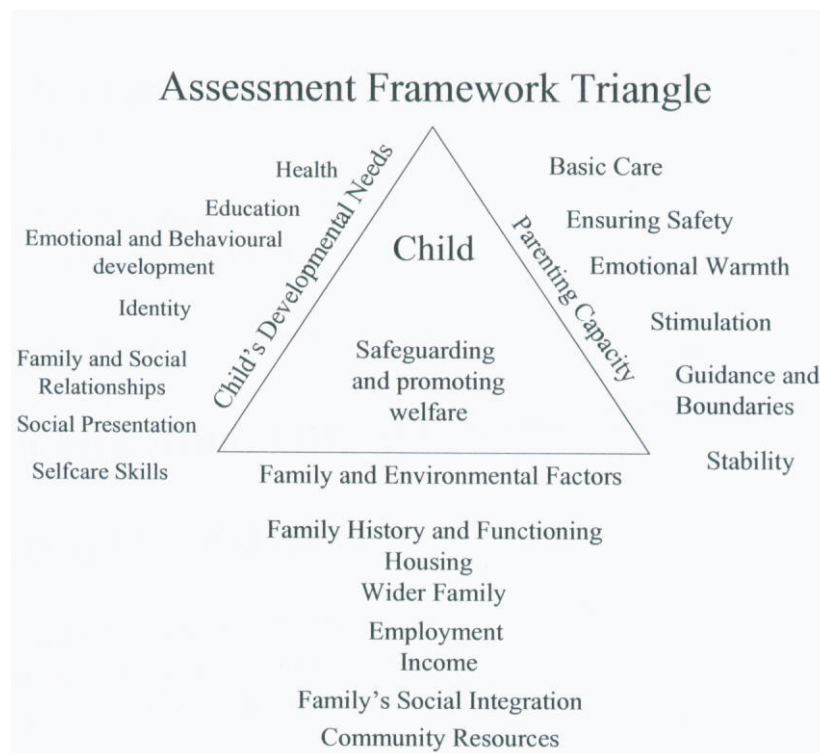 Assessment Framework Triangle
Health
Education
Emotional and Behavioural
development
Identity
Family and Social
Relationships
Social Presentation
Selfcare Skills
Child's Developmental Needs
Child
Safeguarding
and promoting
welfare
Parenting Capacity
Basic Care
Ensuring Safety
Emotional Warmth
Stimulation
Guidance and
Boundaries
Stability
Family and Environmental Factors
Family History and Functioning
Housing
Wider Family
Employment
Income
Family's Social Integration
Community Resources